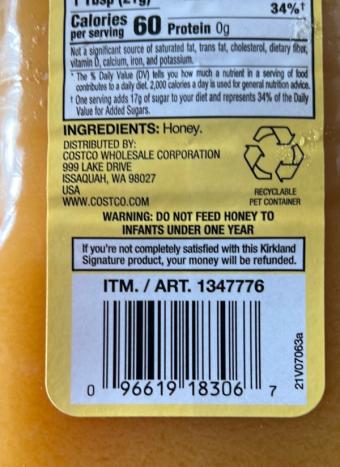 1 Tbsp (21g)
34%†
Calories per serving 60 Protein 0g
Not a significant source of saturated fat, trans fat, cholesterol, dietary fiber,
vitamin D, calcium, iron, and potassium.
* The % Daily Value (DV) tells you how much a nutrient in a serving of food
contributes to a daily diet. 2,000 calories a day is used for general nutrition advice.
† One serving adds 17g of sugar to your diet and represents 34% of the Daily
Value for Added Sugars.
INGREDIENTS: Honey.
DISTRIBUTED BY:
COSTCO WHOLESALE CORPORATION
999 LAKE DRIVE
ISSAQUAH, WA 98027
USA
WWW.COSTCO.COM
RECYCLABLE
PET CONTAINER
WARNING: DO NOT FEED HONEY TO
INFANTS UNDER ONE YEAR
If you're not completely satisfied with this Kirkland
Signature product, your money will be refunded.
ITM. / ART. 1347776
0 96619 18306 7
21V07063a